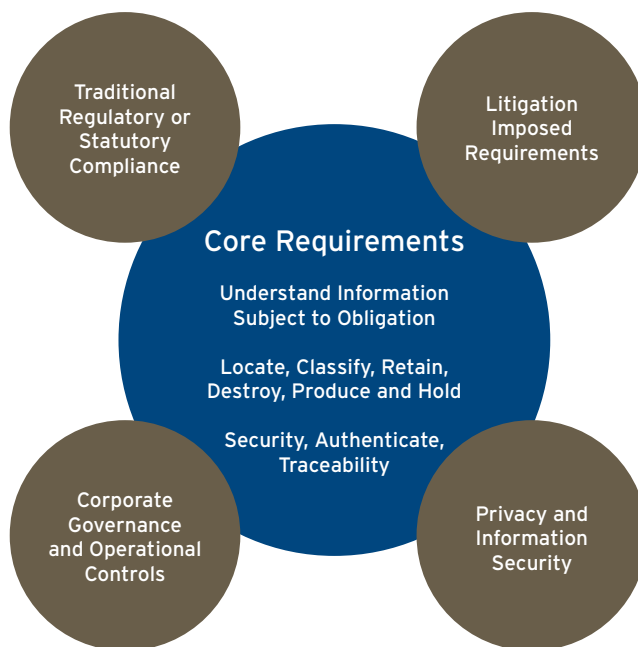 Traditional
Regulatory or
Statutory
Compliance
Litigation
Imposed
Requirements
Core Requirements
Understand Information
Subject to Obligation
Locate, Classify, Retain,
Destroy, Produce and Hold
Security, Authenticate,
Traceability
Corporate
Governance
and Operational
Controls
Privacy and
Information
Security